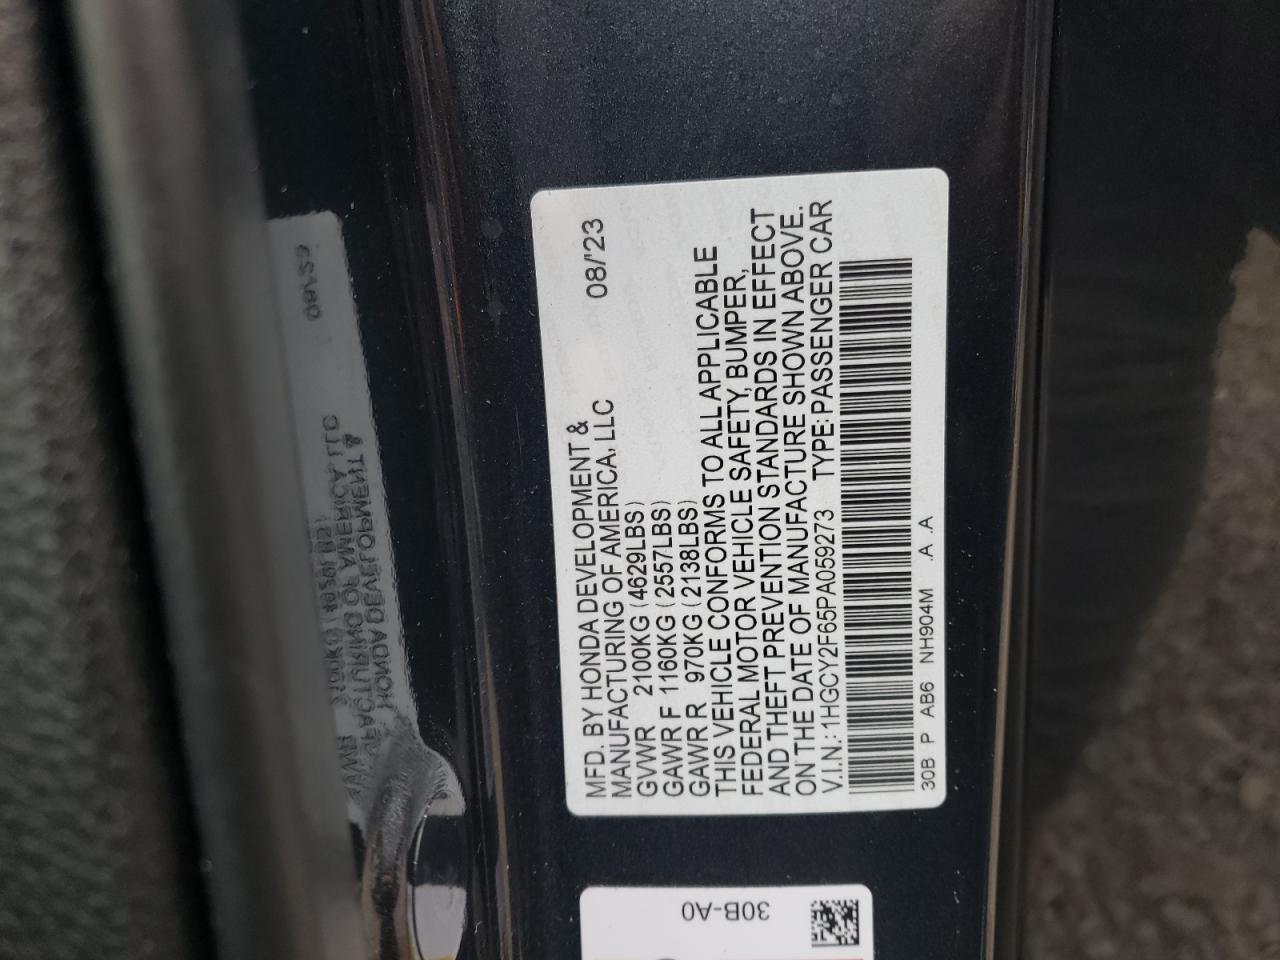 MFD. BY HONDA DEVELOPMENT & 08/'23
MANUFACTURING OF AMERICA, LLC
GVWR 2100KG (4629LBS)
GAWR F 1160KG (2557LBS)
GAWR R 970KG (2138LBS)
THIS VEHICLE CONFORMS TO ALL APPLICABLE
FEDERAL MOTOR VEHICLE SAFETY, BUMPER,
AND THEFT PREVENTION STANDARDS IN EFFECT
ON THE DATE OF MANUFACTURE SHOWN ABOVE.
V.I.N.: 1HGCY2F65PA059273 TYPE: PASSENGER CAR
30B P AB6 NH904M .A .A
30B-A0